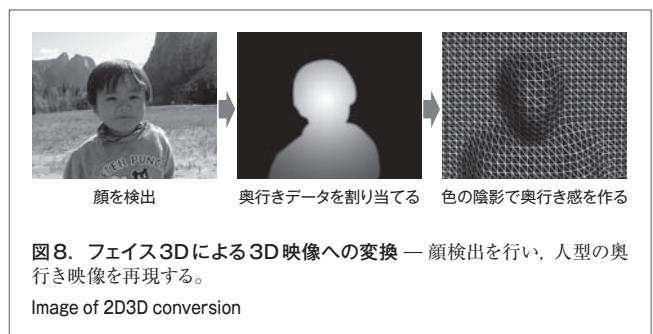 TER PUNC
顔を検出
奥行きデータを割り当てる
色の陰影で奥行き感を作る
図8. フェイス3Dによる3D映像への変換 — 顔検出を行い，人型の奥
行き映像を再現する。
Image of 2D3D conversion